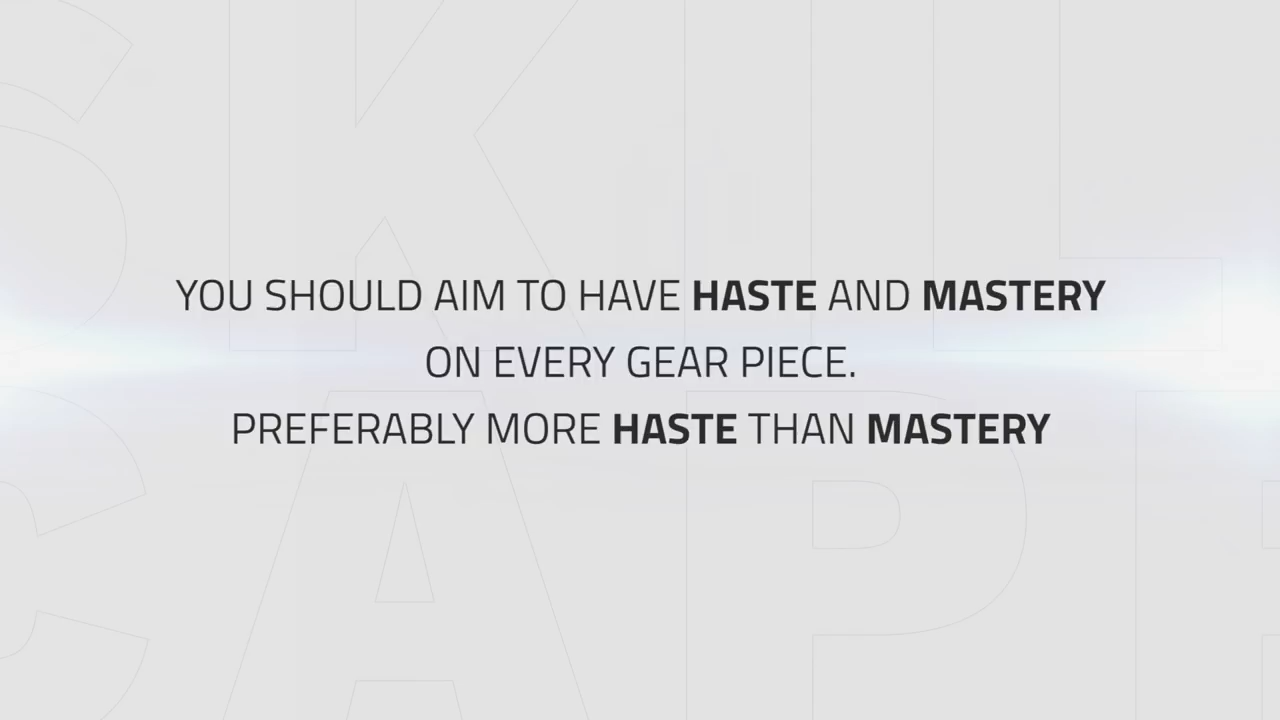 YOU SHOULD AIM TO HAVE HASTE AND MASTERY
ON EVERY GEAR PIECE.
PREFERABLY MORE HASTE THAN MASTERY